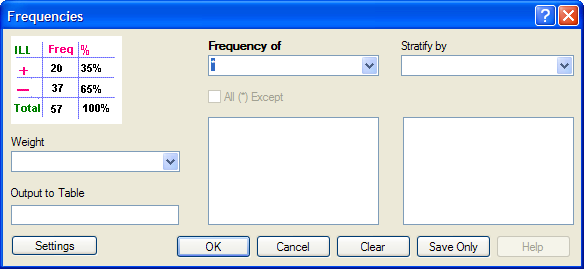 Frequencies
ILL Freq %
+ 20 35%
– 37 65%
Total 57 100%
Frequency of
Stratify by
All (*) Except
Weight
Output to Table
Settings
OK
Cancel
Clear
Save Only
Help